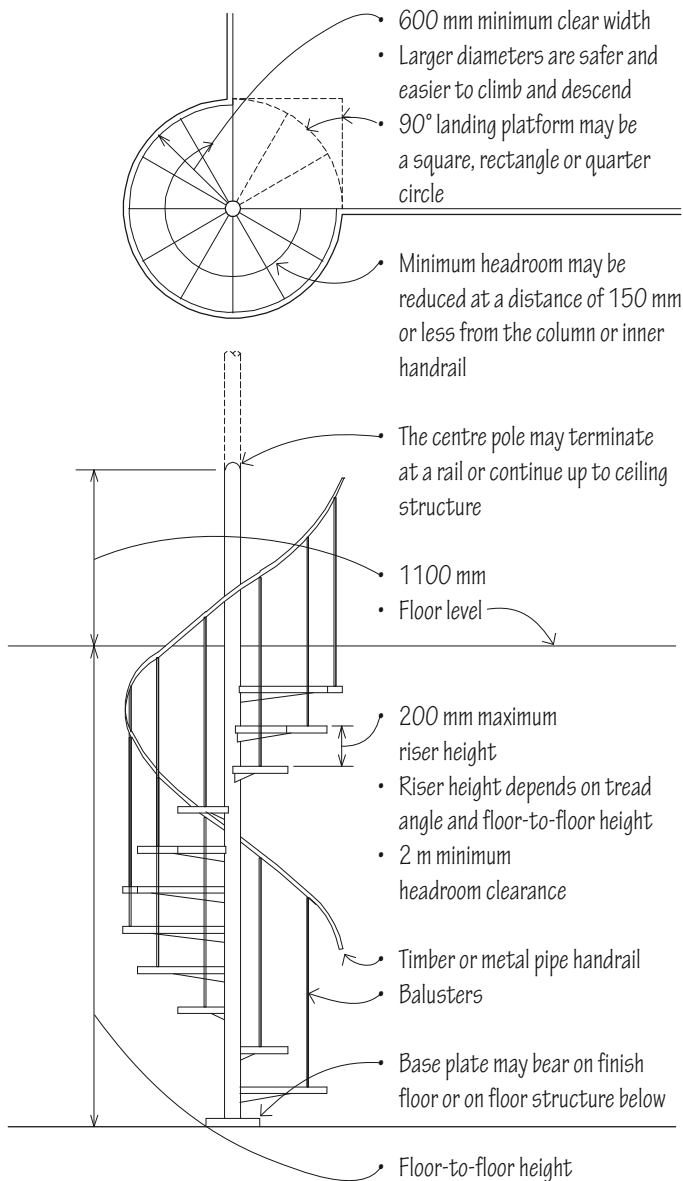 • 600 mm minimum clear width
• Larger diameters are safer and
easier to climb and descend
• 90° landing platform may be
a square, rectangle or quarter
circle
• Minimum headroom may be
reduced at a distance of 150 mm
or less from the column or inner
handrail
• The centre pole may terminate
at a rail or continue up to ceiling
structure
• 1100 mm
• Floor level
• 200 mm maximum
riser height
• Riser height depends on tread
angle and floor-to-floor height
• 2 m minimum
headroom clearance
• Timber or metal pipe handrail
• Balusters
• Base plate may bear on finish
floor or on floor structure below
• Floor-to-floor height